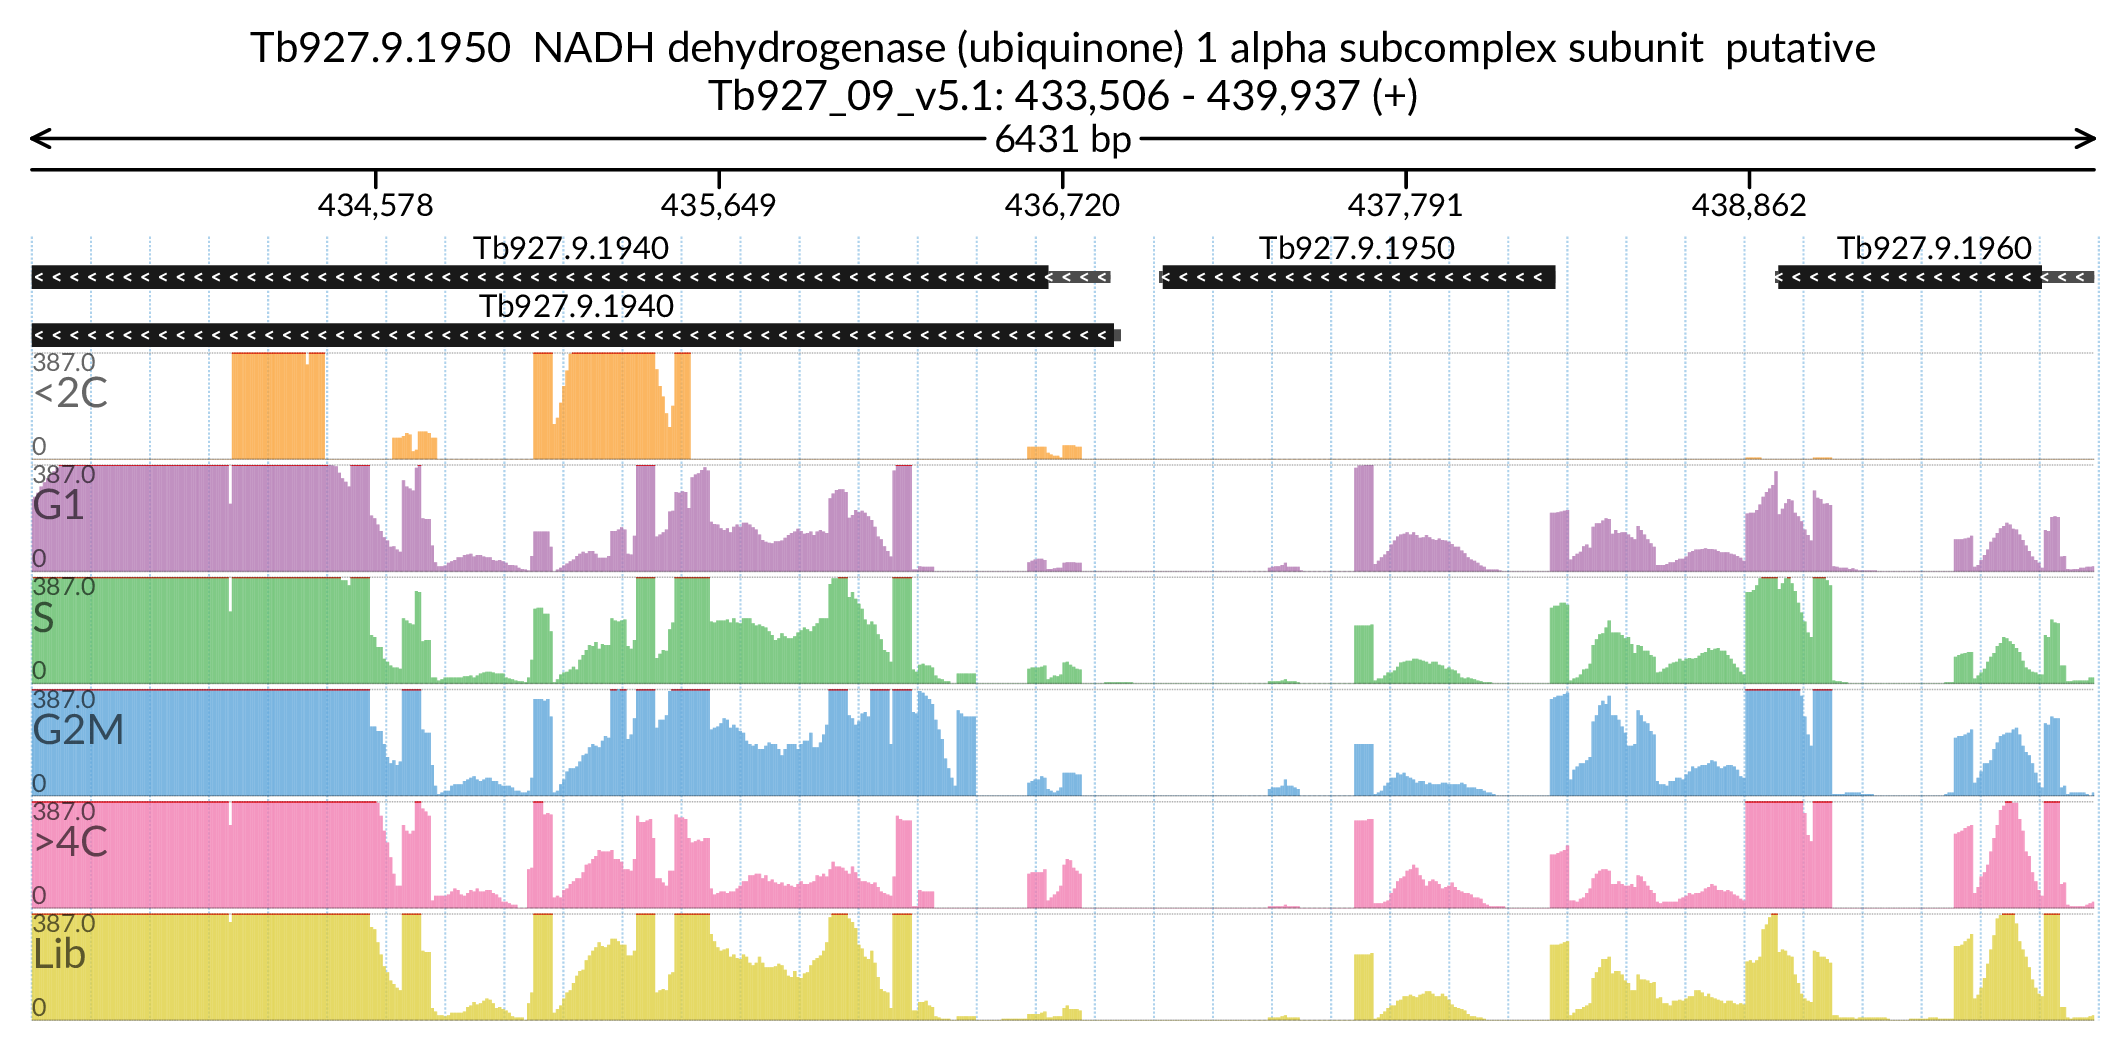 Tb927.9.1950  NADH dehydrogenase (ubiquinone) 1 alpha subcomplex subunit  putative
Tb927_09_v5.1: 433,506 - 439,937 (+)
6431 bp
434,578 435,649 436,720 437,791 438,862
Tb927.9.1940 Tb927.9.1950 Tb927.9.1960
Tb927.9.1940
387.0
<2C
0
387.0
G1
0
387.0
S
0
387.0
G2M
0
387.0
>4C
0
387.0
Lib
0